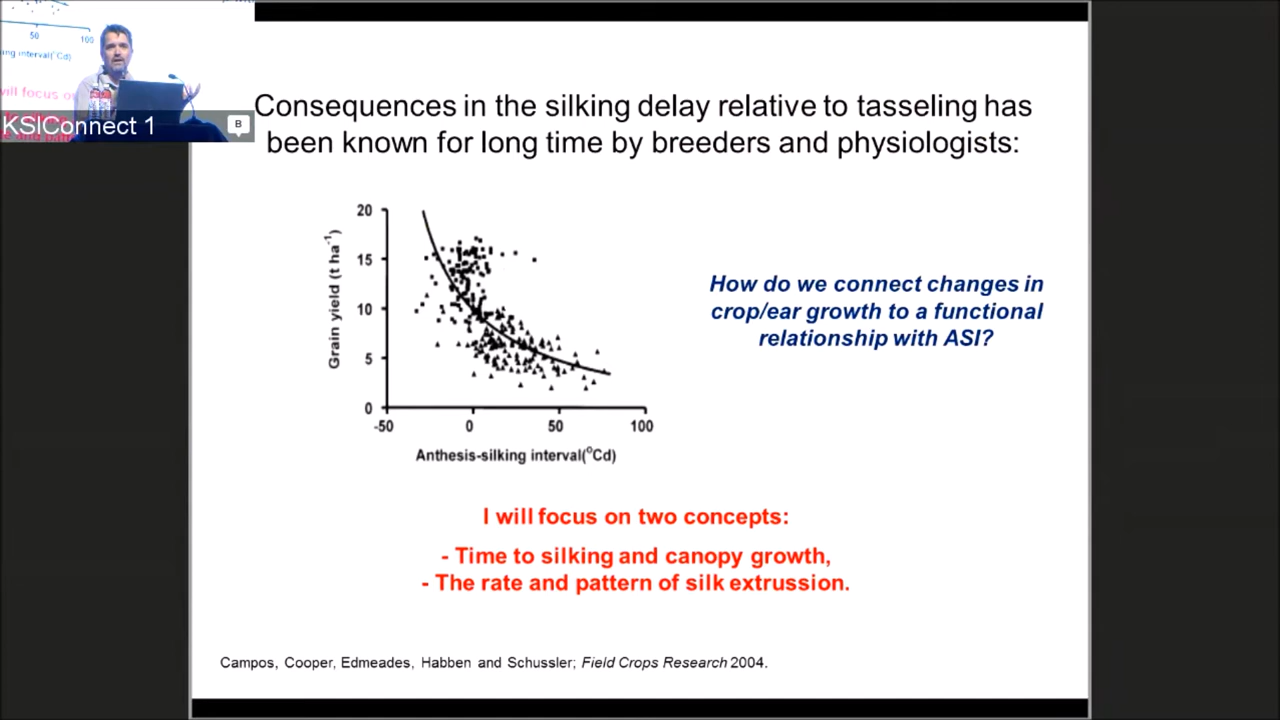 50
100
ing interval(°Cd)
will focus o
KSIConnect 1
B
Consequences in the silking delay relative to tasseling has
been known for long time by breeders and physiologists:
20
15
10
5
0
Grain yield (t ha⁻¹)
-50
0
50
100
Anthesis-silking interval(°Cd)
How do we connect changes in
crop/ear growth to a functional
relationship with ASI?
I will focus on two concepts:
- Time to silking and canopy growth,
- The rate and pattern of silk extrussion.
Campos, Cooper, Edmeades, Habben and Schussler; Field Crops Research 2004.